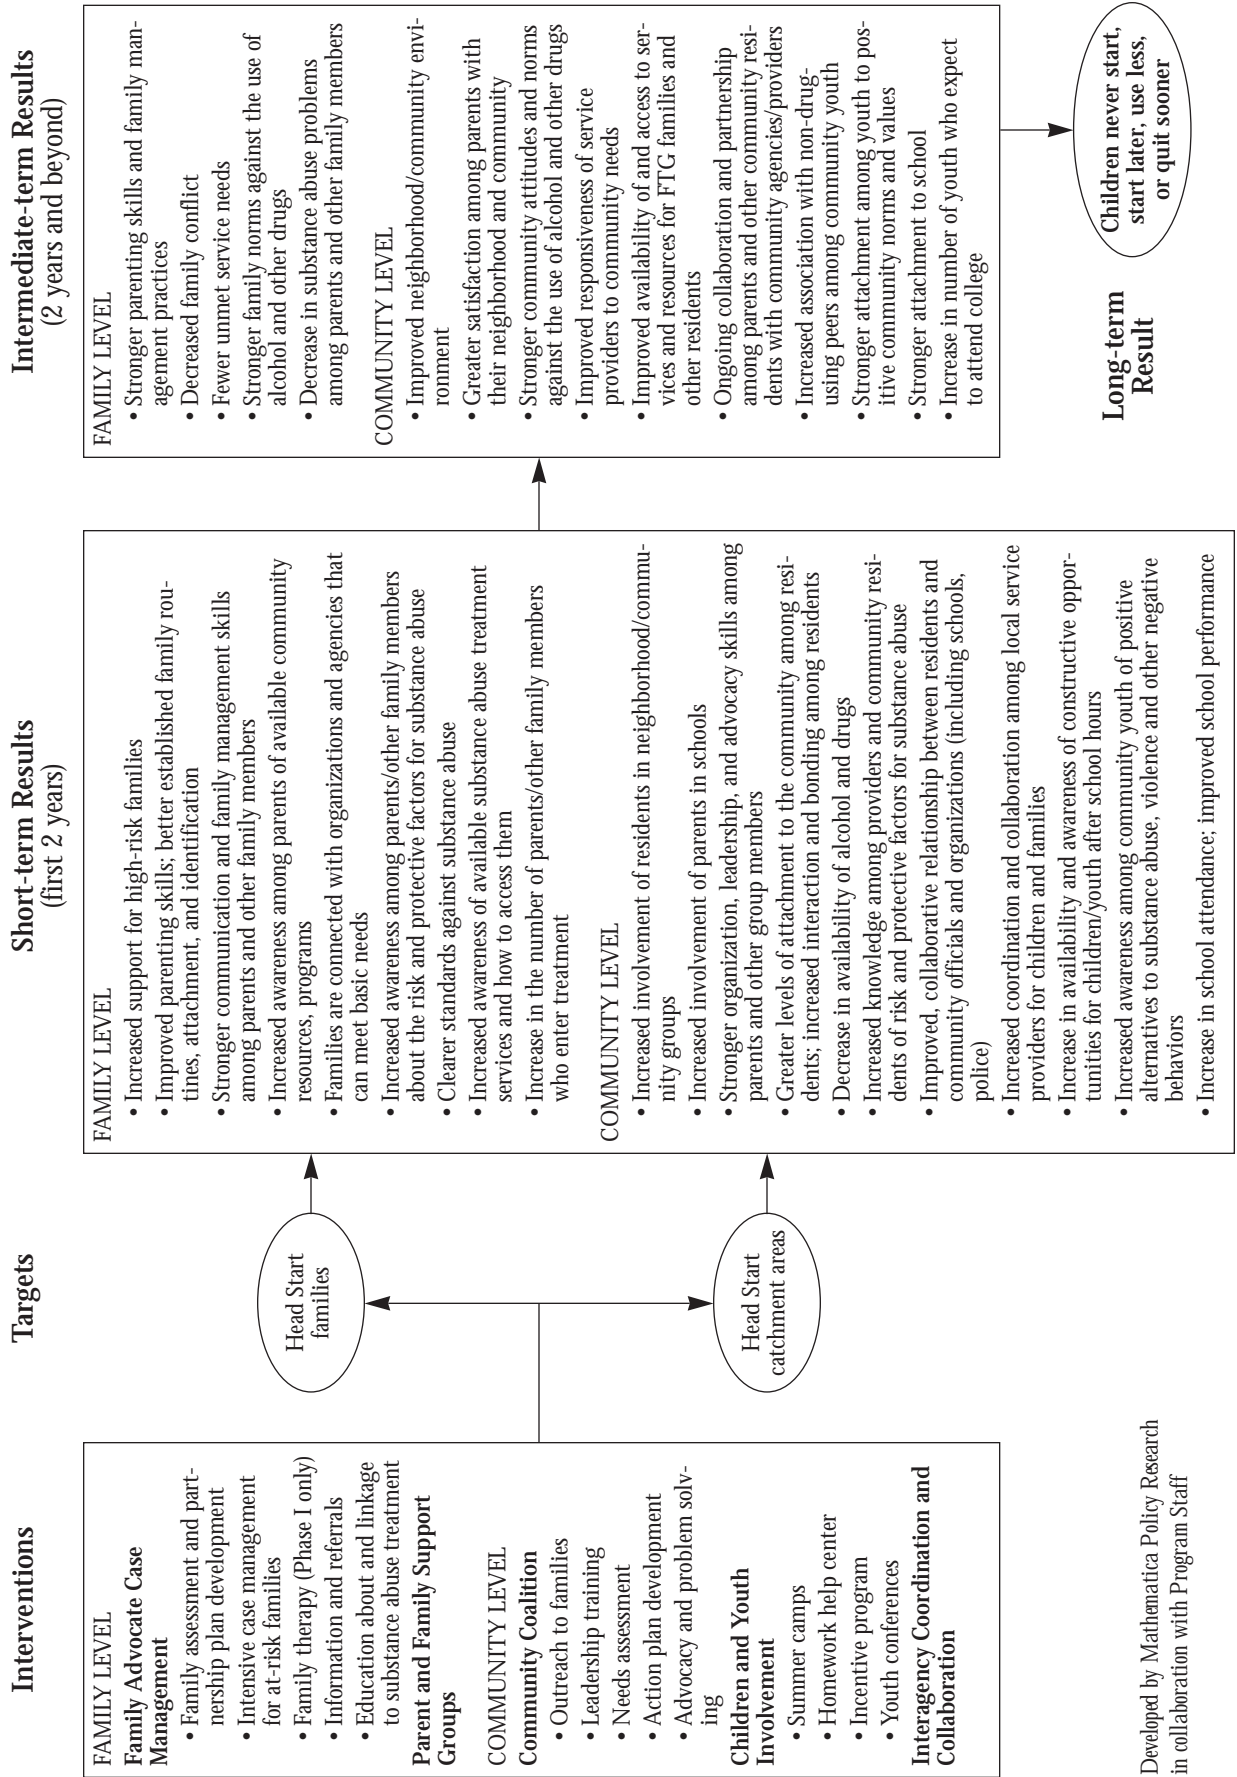 Interventions
FAMILY LEVEL
Family Advocate Case
Management
• Family assessment and part-
nership plan development
• Intensive case management
for at-risk families
• Family therapy (Phase I only)
• Information and referrals
• Education about and linkage
to substance abuse treatment
Parent and Family Support
Groups
COMMUNITY LEVEL
Community Coalition
• Outreach to families
• Leadership training
• Needs assessment
• Action plan development
• Advocacy and problem solv-
ing
Children and Youth
Involvement
• Summer camps
• Homework help center
• Incentive program
• Youth conferences
Interagency Coordination and
Collaboration
Targets
Head Start
families
Head Start
catchment areas
Short-term Results
(first 2 years)
FAMILY LEVEL
• Increased support for high-risk families
• Improved parenting skills; better established family rou-
tines, attachment, and identification
• Stronger communication and family management skills
among parents and other family members
• Increased awareness among parents of available community
resources, programs
• Families are connected with organizations and agencies that
can meet basic needs
• Increased awareness among parents/other family members
about the risk and protective factors for substance abuse
• Clearer standards against substance abuse
• Increased awareness of available substance abuse treatment
services and how to access them
• Increase in the number of parents/other family members
who enter treatment
COMMUNITY LEVEL
• Increased involvement of residents in neighborhood/commu-
nity groups
• Increased involvement of parents in schools
• Stronger organization, leadership, and advocacy skills among
parents and other group members
• Greater levels of attachment to the community among resi-
dents; increased interaction and bonding among residents
• Decrease in availability of alcohol and drugs
• Increased knowledge among providers and community resi-
dents of risk and protective factors for substance abuse
• Improved, collaborative relationship between residents and
community officials and organizations (including schools,
police)
• Increased coordination and collaboration among local service
providers for children and families
• Increase in availability and awareness of constructive oppor-
tunities for children/youth after school hours
• Increased awareness among community youth of positive
alternatives to substance abuse, violence and other negative
behaviors
• Increase in school attendance; improved school performance
Intermediate-term Results
(2 years and beyond)
FAMILY LEVEL
• Stronger parenting skills and family man-
agement practices
• Decreased family conflict
• Fewer unmet service needs
• Stronger family norms against the use of
alcohol and other drugs
• Decrease in substance abuse problems
among parents and other family members
COMMUNITY LEVEL
• Improved neighborhood/community envi-
ronment
• Greater satisfaction among parents with
their neighborhood and community
• Stronger community attitudes and norms
against the use of alcohol and other drugs
• Improved responsiveness of service
providers to community needs
• Improved availability of and access to ser-
vices and resources for FTG families and
other residents
• Ongoing collaboration and partnership
among parents and other community resi-
dents with community agencies/providers
• Increased association with non-drug-
using peers among community youth
• Stronger attachment among youth to pos-
itive community norms and values
• Stronger attachment to school
• Increase in number of youth who expect
to attend college
Long-term
Result
Children never start,
start later, use less,
or quit sooner
Developed by Mathematica Policy Research
in collaboration with Program Staff